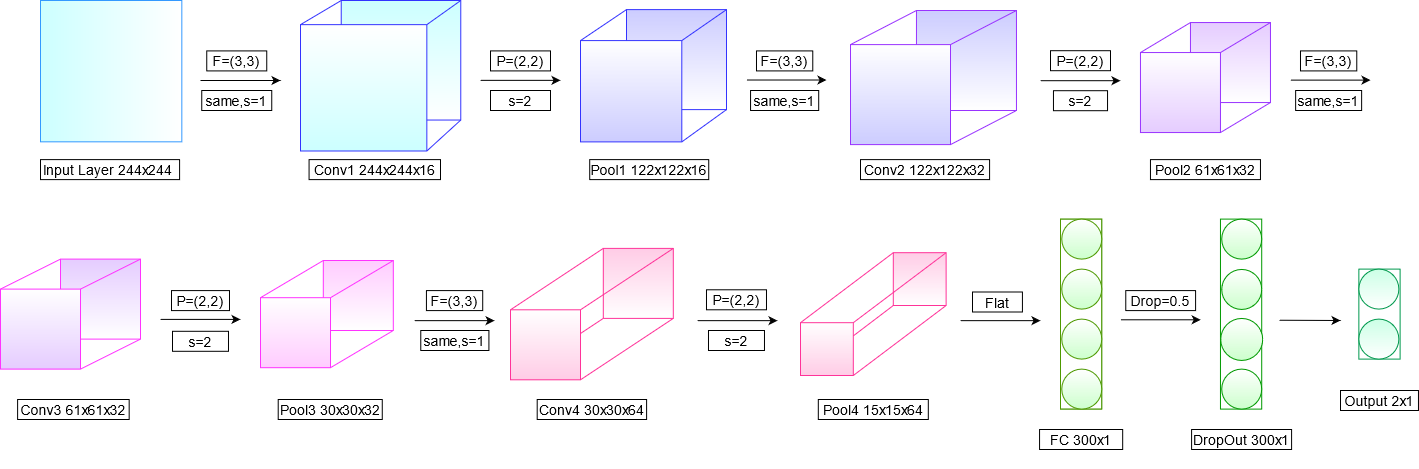 F=(3,3)
same,s=1
P=(2,2)
s=2
F=(3,3)
same,s=1
P=(2,2)
s=2
F=(3,3)
same,s=1
Input Layer 244x244
Conv1 244x244x16
Pool1 122x122x16
Conv2 122x122x32
Pool2 61x61x32
P=(2,2)
s=2
F=(3,3)
same,s=1
P=(2,2)
s=2
Flat
Drop=0.5
Conv3 61x61x32
Pool3 30x30x32
Conv4 30x30x64
Pool4 15x15x64
FC 300x1
DropOut 300x1
Output 2x1